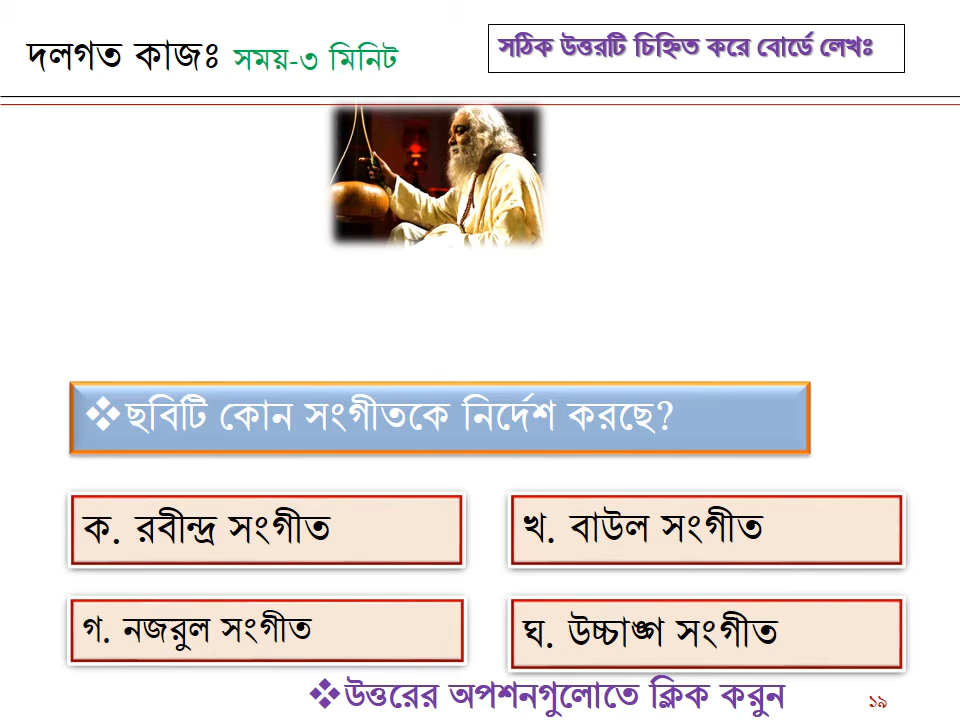 দলগত কাজঃ সময়-৩ মিনিট
সঠিক উত্তরটি চিহ্নিত করে বোর্ডে লেখঃ
❖ছবিটি কোন সংগীতকে নির্দেশ করছে?
ক. রবীন্দ্র সংগীত
খ. বাউল সংগীত
গ. নজরুল সংগীত
ঘ. উচ্চাঙ্গ সংগীত
❖উত্তরের অপশনগুলোতে ক্লিক করুন
১৯